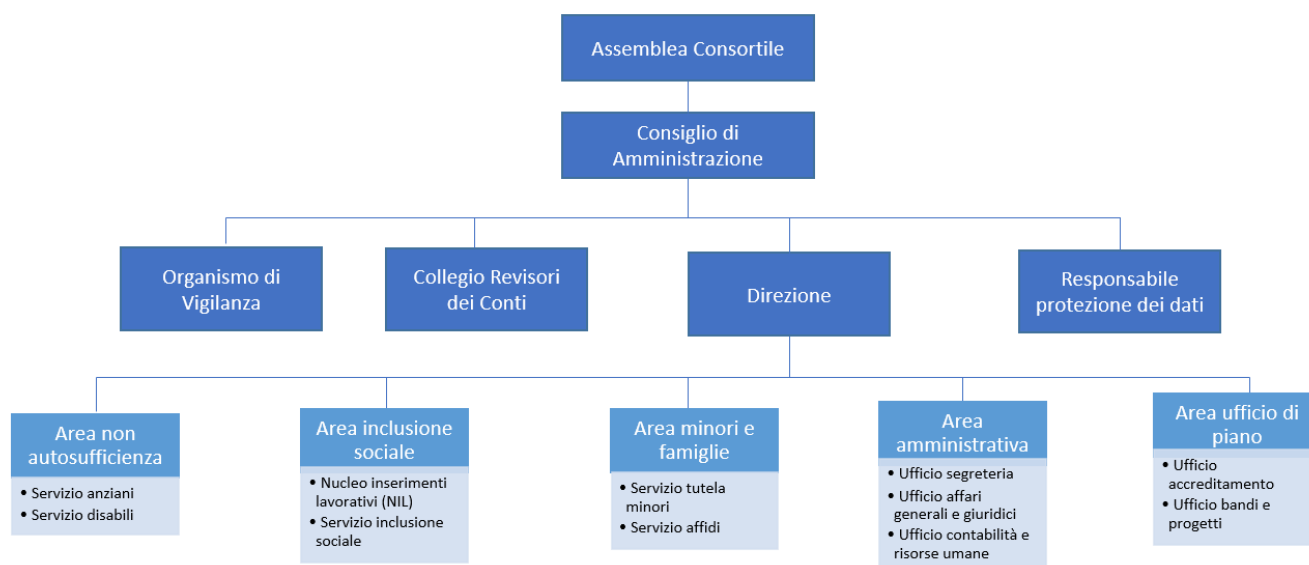 Assemblea Consortile
Consiglio di
Amministrazione
Organismo di
Vigilanza
Collegio Revisori
dei Conti
Direzione
Responsabile
protezione dei dati
Area non
autosufficienza
• Servizio anziani
• Servizio disabili
Area inclusione
sociale
• Nucleo inserimenti
lavorativi (NIL)
• Servizio inclusione
sociale
Area minori e
famiglie
• Servizio tutela
minori
• Servizio affidi
Area
amministrativa
• Ufficio segreteria
• Ufficio affari
generali e giuridici
• Ufficio contabilità e
risorse umane
Area ufficio di
piano
• Ufficio
accreditamento
• Ufficio bandi e
progetti